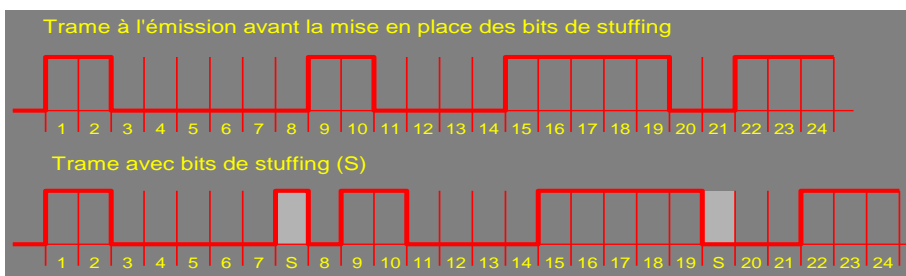 Trame à l'émission avant la mise en place des bits de stuffing
1 2 3 4 5 6 7 8 9 10 11 12 13 14 15 16 17 18 19 20 21 22 23 24
Trame avec bits de stuffing (S)
1 2 3 4 5 6 7 S 8 9 10 11 12 13 14 15 16 17 18 19 S 20 21 22 23 24